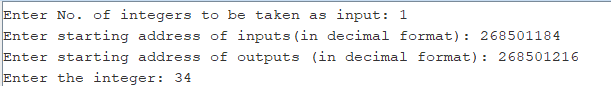 Enter No. of integers to be taken as input: 1
Enter starting address of inputs(in decimal format): 268501184
Enter starting address of outputs (in decimal format): 268501216
Enter the integer: 34